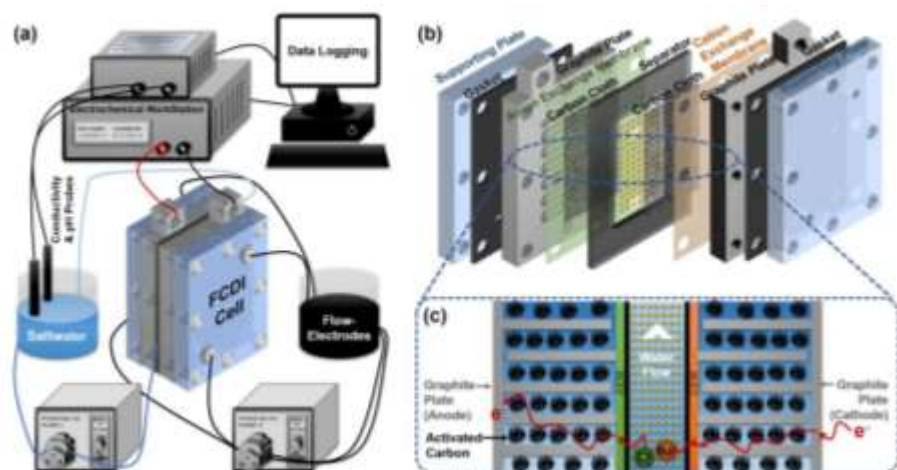 (a)
Data Logging
Electrochemical Workstation
Conductivity
& pH Probes
FCDI
Cell
Saltwater
Flow-
Electrodes
(b)
Supporting Plate
Gasket
Graphite Plate
Anion Exchange Membrane
Carbon Cloth
Separator
Carbon Cloth
Cation
Exchange
Membrane
Graphite Plate
Gasket
(c)
Water
Flow
Graphite
Plate
(Anode)
e⁻
Activated
Carbon
Graphite
Plate
(Cathode)
e⁻